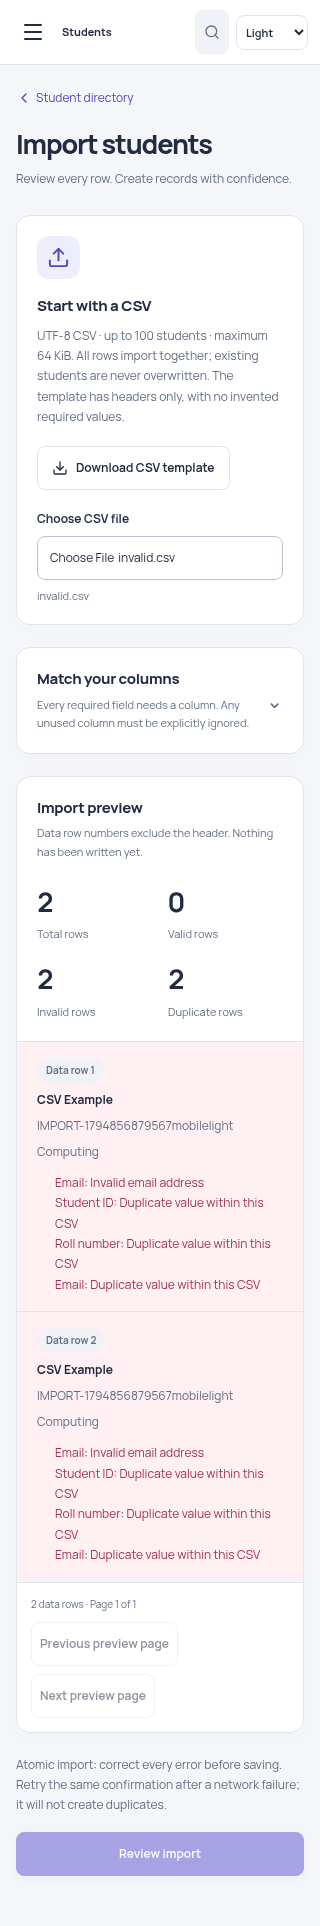 Students
Light
Student directory
Import students
Review every row. Create records with confidence.
Start with a CSV
UTF-8 CSV · up to 100 students · maximum
64 KiB. All rows import together; existing
students are never overwritten. The
template has headers only, with no invented
required values.
Download CSV template
Choose CSV file
Choose File invalid.csv
invalid.csv
Match your columns
Every required field needs a column. Any
unused column must be explicitly ignored.
Import preview
Data row numbers exclude the header. Nothing
has been written yet.
2 0
Total rows Valid rows
2 2
Invalid rows Duplicate rows
Data row 1
CSV Example
IMPORT-1794856879567mobilelight
Computing
Email: Invalid email address
Student ID: Duplicate value within this
CSV
Roll number: Duplicate value within this
CSV
Email: Duplicate value within this CSV
Data row 2
CSV Example
IMPORT-1794856879567mobilelight
Computing
Email: Invalid email address
Student ID: Duplicate value within this
CSV
Roll number: Duplicate value within this
CSV
Email: Duplicate value within this CSV
2 data rows · Page 1 of 1
Previous preview page
Next preview page
Atomic import: correct every error before saving.
Retry the same confirmation after a network failure;
it will not create duplicates.
Review import